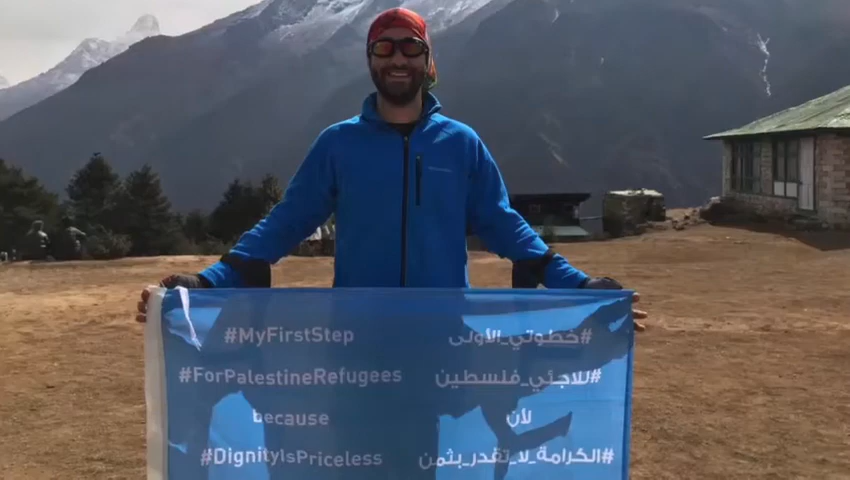 #MyFirstStep
#ForPalestineRefugees
because
#DignityIsPriceless
#خطوتي_الأولى
#للاجئي_فلسطين
لأن
#الكرامة_لا_تقدر_بثمن